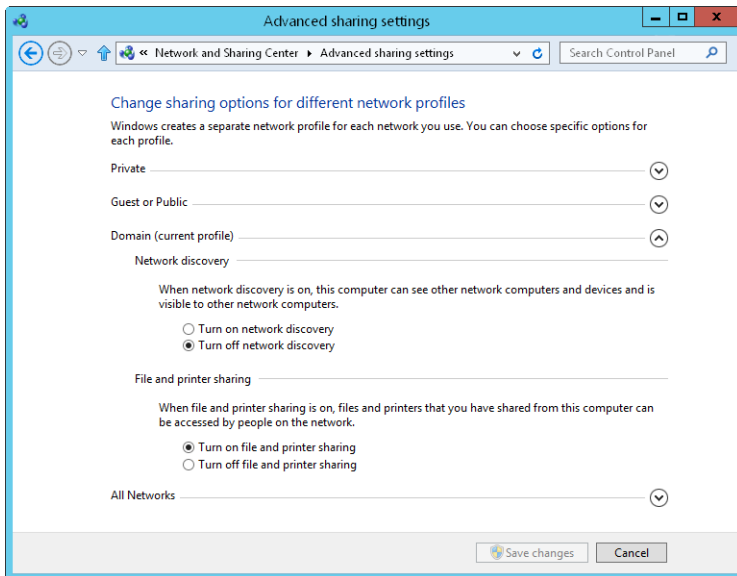 Advanced sharing settings
« Network and Sharing Center ▸ Advanced sharing settings
Search Control Panel
Change sharing options for different network profiles
Windows creates a separate network profile for each network you use. You can choose specific options for
each profile.
Private
Guest or Public
Domain (current profile)
Network discovery
When network discovery is on, this computer can see other network computers and devices and is
visible to other network computers.
Turn on network discovery
Turn off network discovery
File and printer sharing
When file and printer sharing is on, files and printers that you have shared from this computer can
be accessed by people on the network.
Turn on file and printer sharing
Turn off file and printer sharing
All Networks
Save changes
Cancel